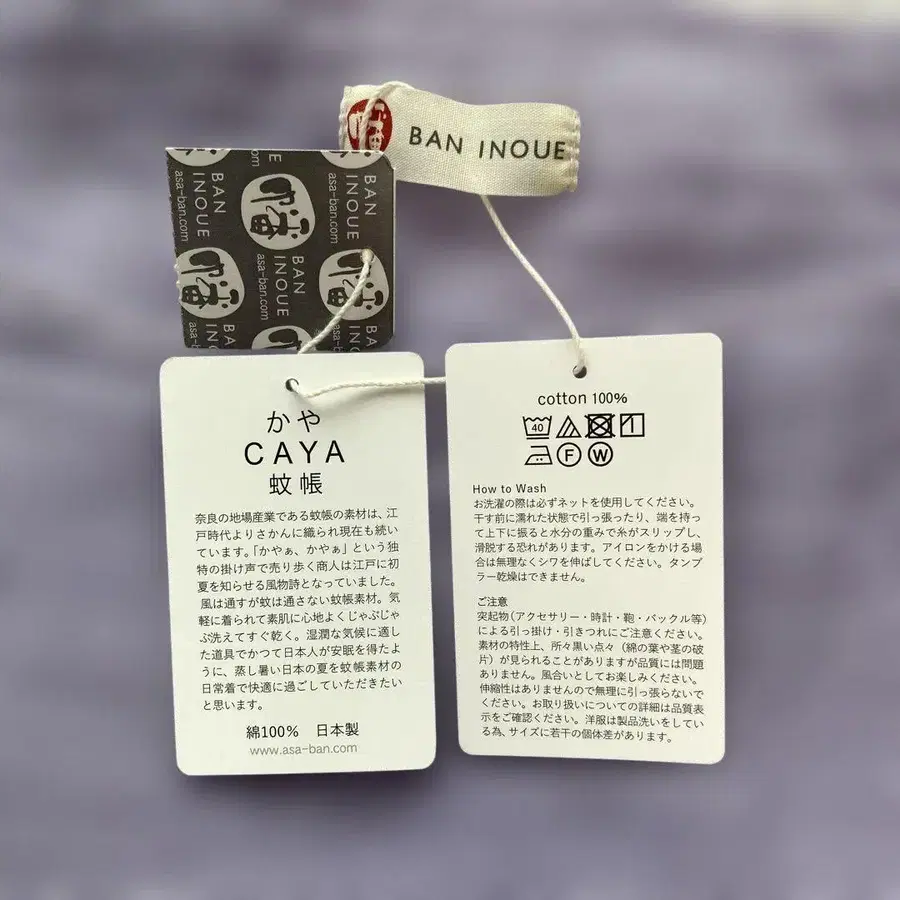 BAN INOUE
BAN
INOUE
asa-ban.com
BAN
INOUE
asa-ban.com
BAN
INOUE
asa-ban.com
かや
CAYA
蚊帳
奈良の地場産業である蚊帳の素材は、江
戸時代よりさかんに織られ現在も続い
ています。「かやぁ、かやぁ」という独
特の掛け声で売り歩く商人は江戸に初
夏を知らせる風物詩となっていました。
風は通すが蚊は通さない蚊帳素材。気
軽に着られて素肌に心地よくじゃぶじゃ
ぶ洗えてすぐ乾く。湿潤な気候に適し
た道具でかつて日本人が安眠を得たよ
うに、蒸し暑い日本の夏を蚊帳素材の
日常着で快適に過ごしていただきたい
と思います。
綿100% 日本製
www.asa-ban.com
cotton 100%
40
F W
How to Wash
お洗濯の際は必ずネットを使用してください。
干す前に濡れた状態で引っ張ったり、端を持っ
て上下に振ると水分の重みで糸がスリップし、
滑脱する恐れがあります。アイロンをかける場
合は無理なくシワを伸ばしてください。タンブ
ラー乾燥はできません。
ご注意
突起物(アクセサリー・時計・鞄・バックル等)
による引っ掛け・引きつれにご注意ください。
素材の特性上、所々黒い点々(綿の葉や茎の破
片)が見られることがありますが品質には問題
ありません。風合いとしてお楽しみください。
伸縮性はありませんので無理に引っ張らないで
ください。お取り扱いについての詳細は品質表
示をご確認ください。洋服は製品洗いをしてい
る為、サイズに若干の個体差があります。